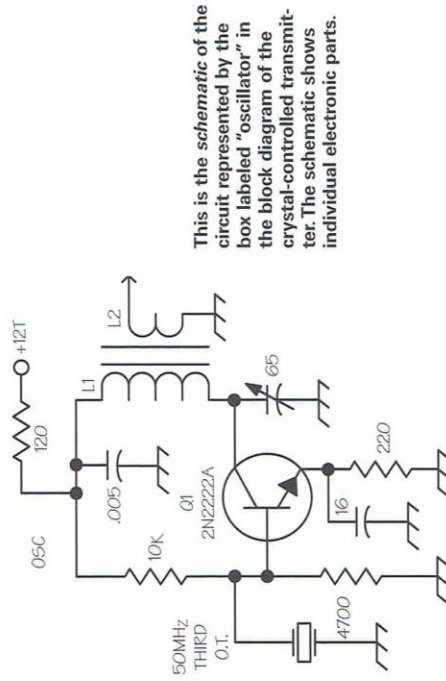 +12T
120
L1
L2
.005
65
OSC
Q1
2N2222A
10K
220
16
50MHz
THIRD
O.T.
4700
This is the schematic of the
circuit represented by the
box labeled "oscillator" in
the block diagram of the
crystal-controlled transmit-
ter. The schematic shows
individual electronic parts.